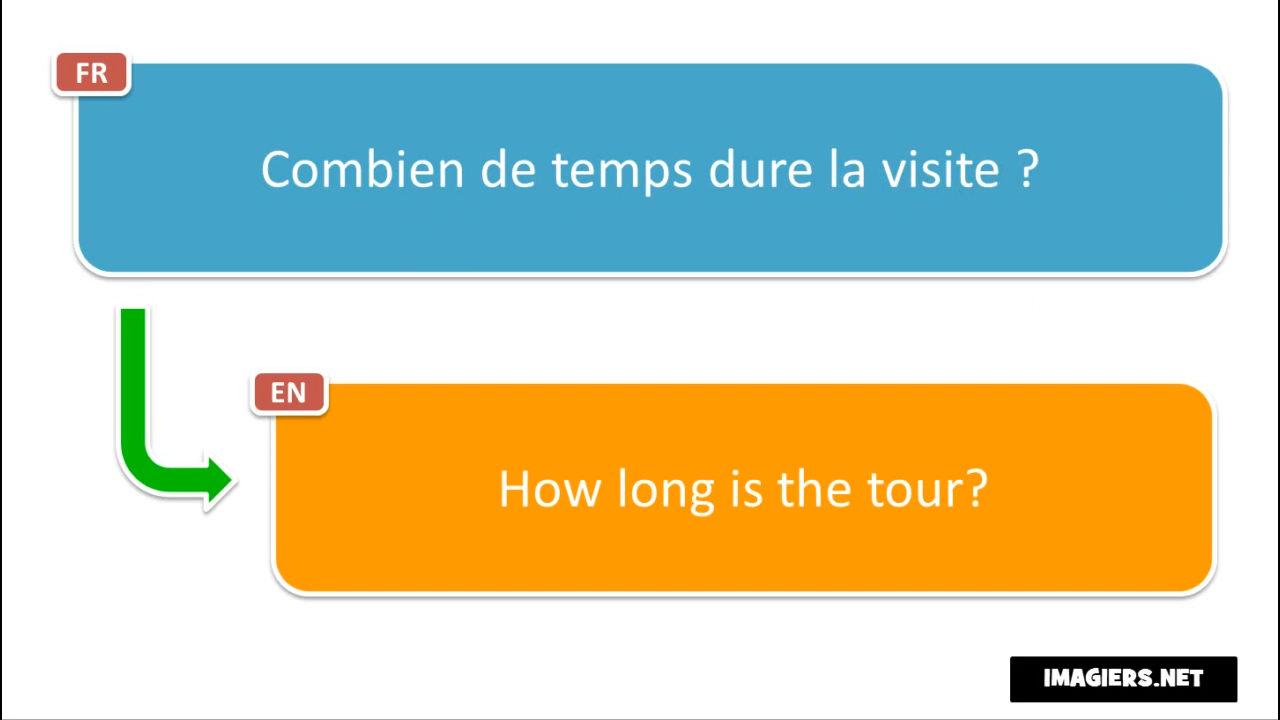 FR
Combien de temps dure la visite ?
EN
How long is the tour?
IMAGIERS.NET